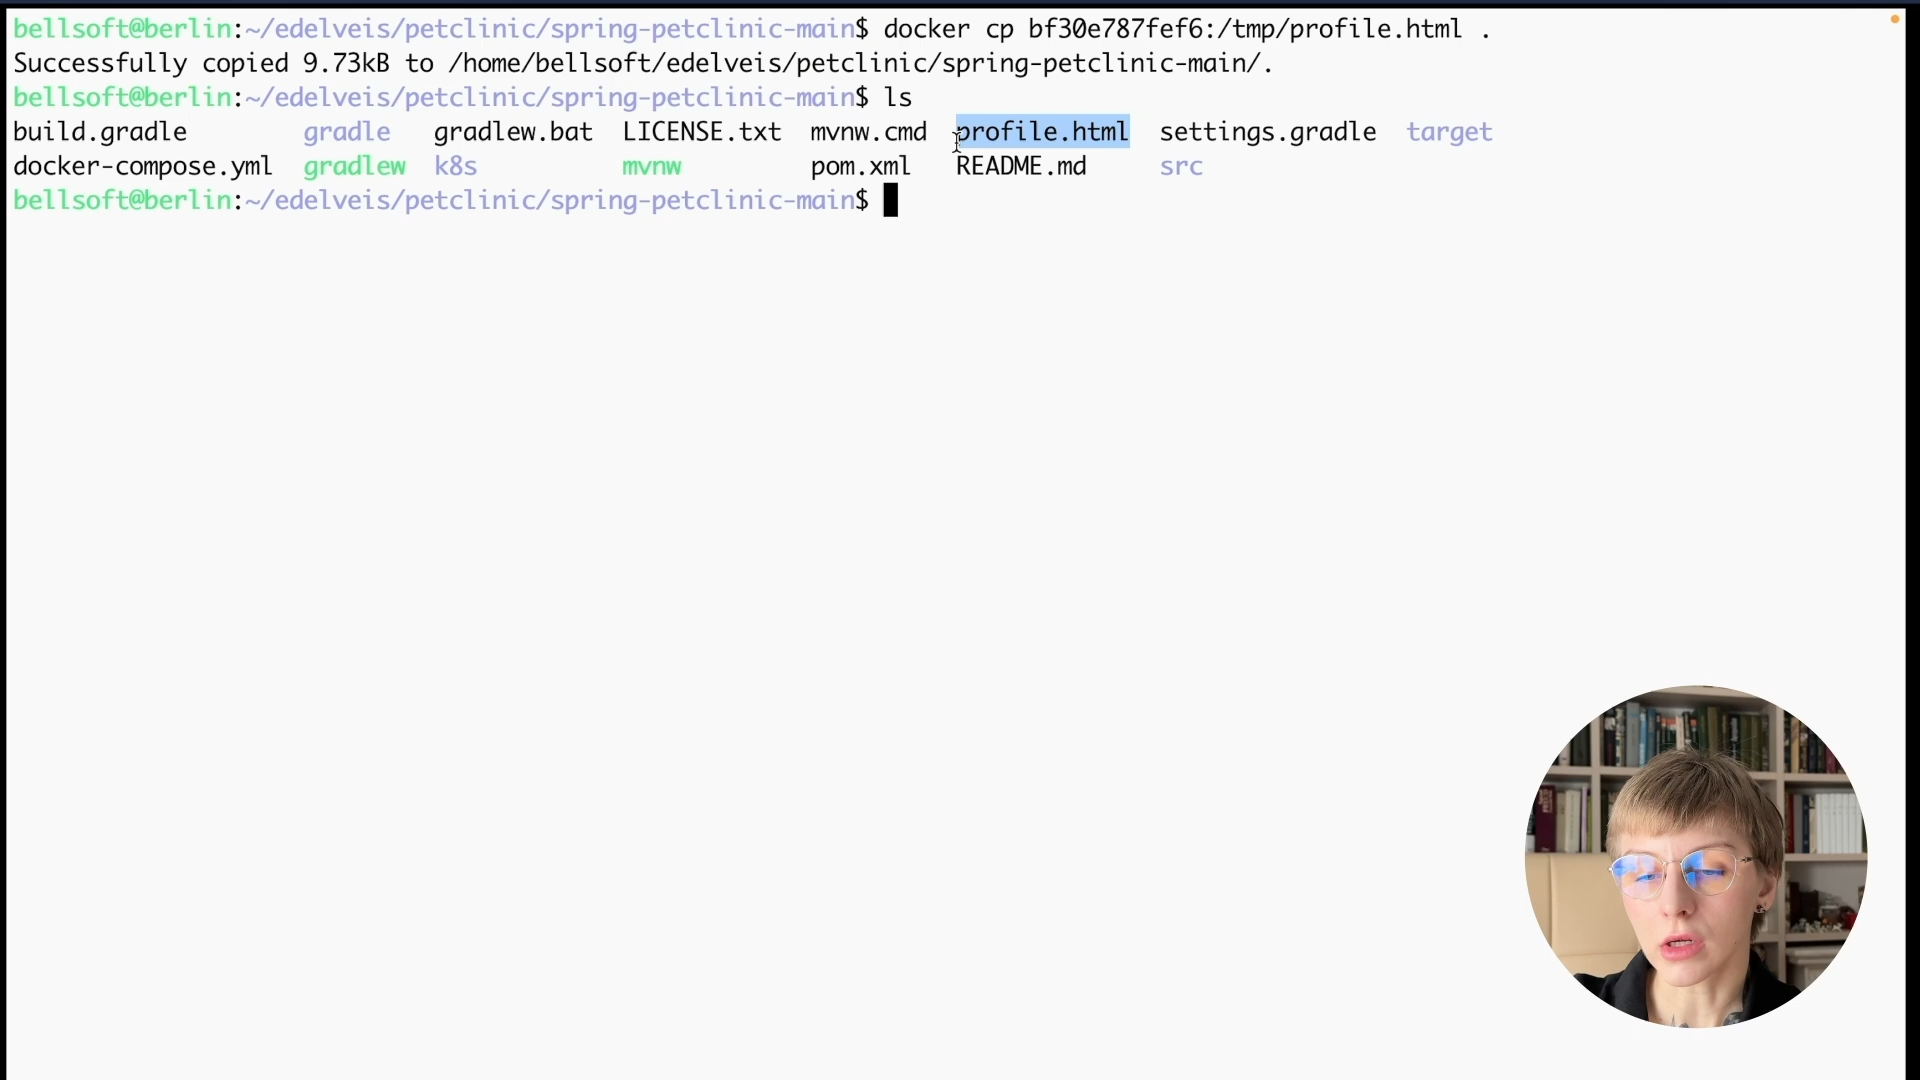 bellsoft@berlin:~/edelveis/petclinic/spring-petclinic-main$ docker cp bf30e787fef6:/tmp/profile.html .
Successfully copied 9.73kB to /home/bellsoft/edelveis/petclinic/spring-petclinic-main/.
bellsoft@berlin:~/edelveis/petclinic/spring-petclinic-main$ ls
build.gradle gradle gradlew.bat LICENSE.txt mvnw.cmd profile.html settings.gradle target
docker-compose.yml gradlew k8s mvnw pom.xml README.md src
bellsoft@berlin:~/edelveis/petclinic/spring-petclinic-main$